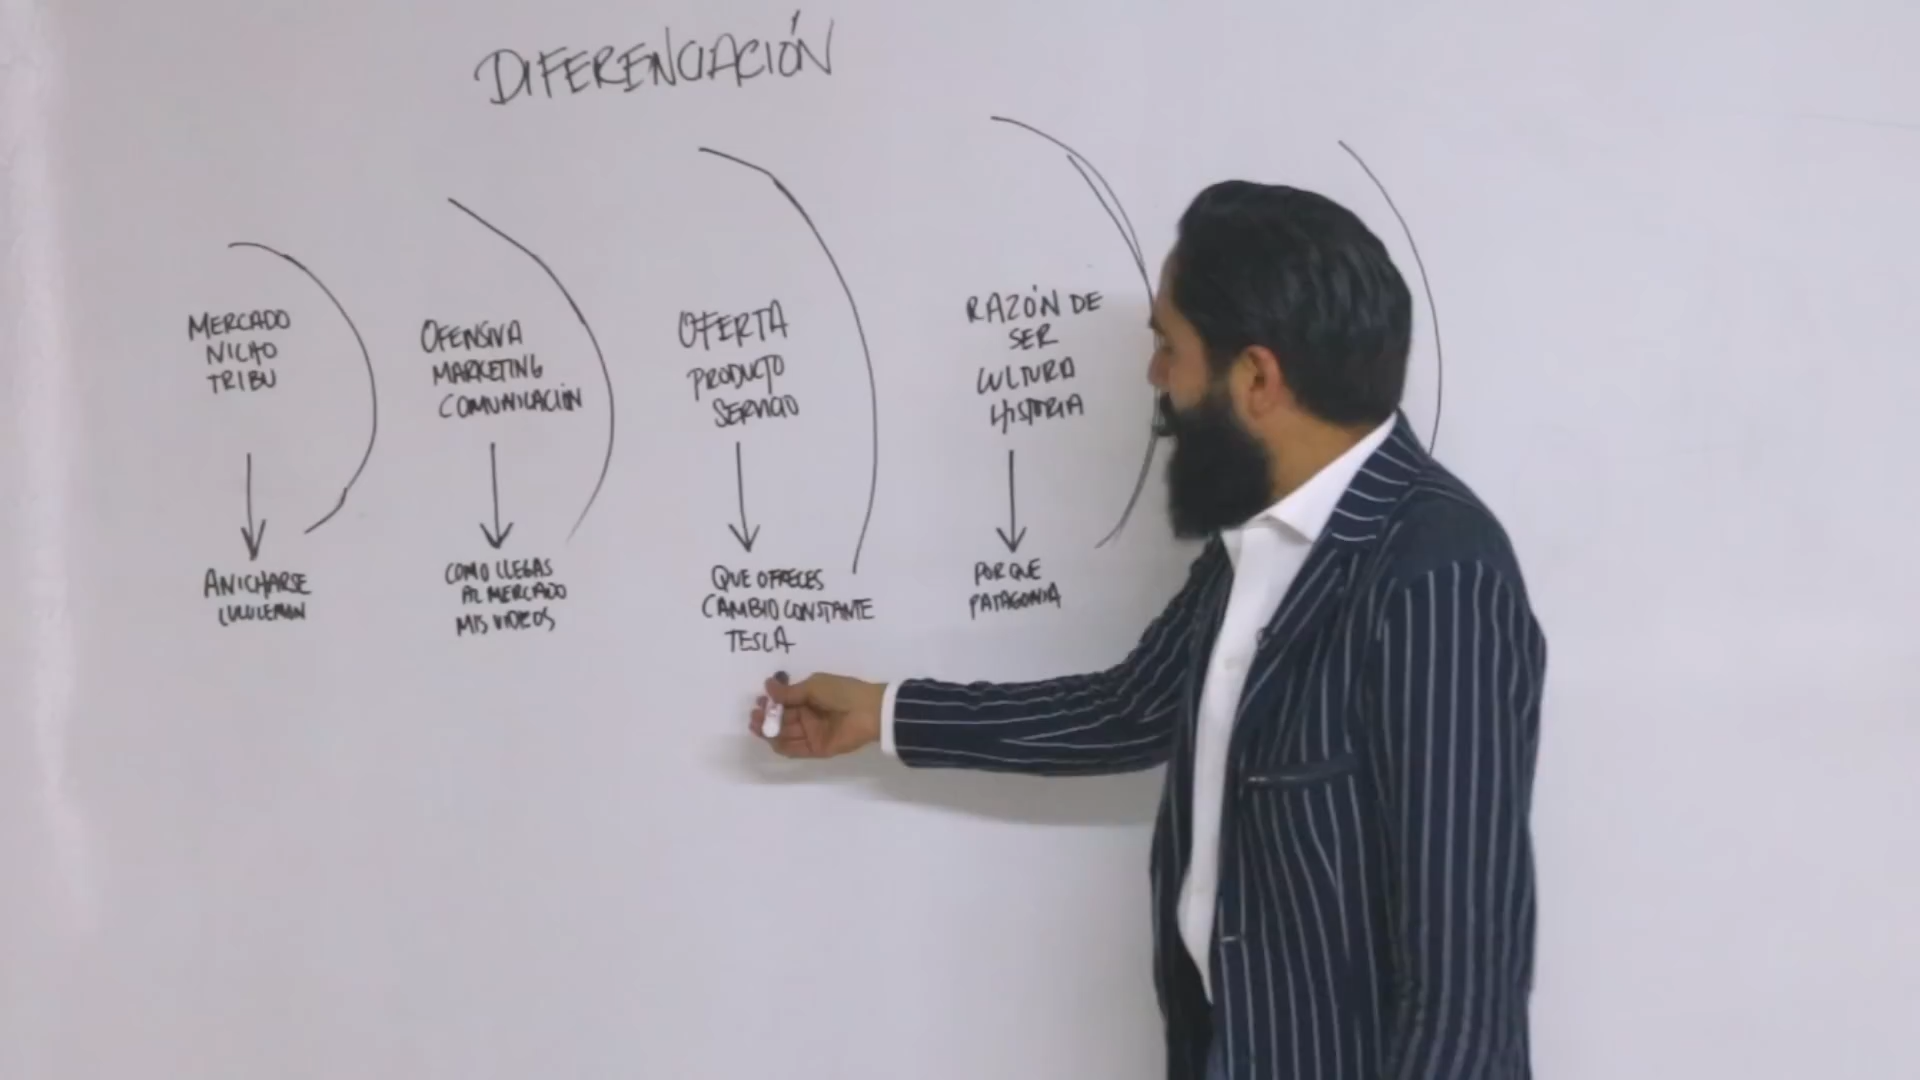 DIFERENCIACIÓN
MERCADO
NICHO
TRIBU
ANICHARSE
LULULEMON
OFENSIVA
MARKETING
COMUNICACIÓN
COMO LLEGAS
AL MERCADO
MIS VIDEOS
OFERTA
PRODUCTO
SERVICIO
QUE OFRECES
CAMBIO CONSTANTE
TESLA
RAZÓN DE
SER
CULTURA
HISTORIA
POR QUE
PATAGONIA